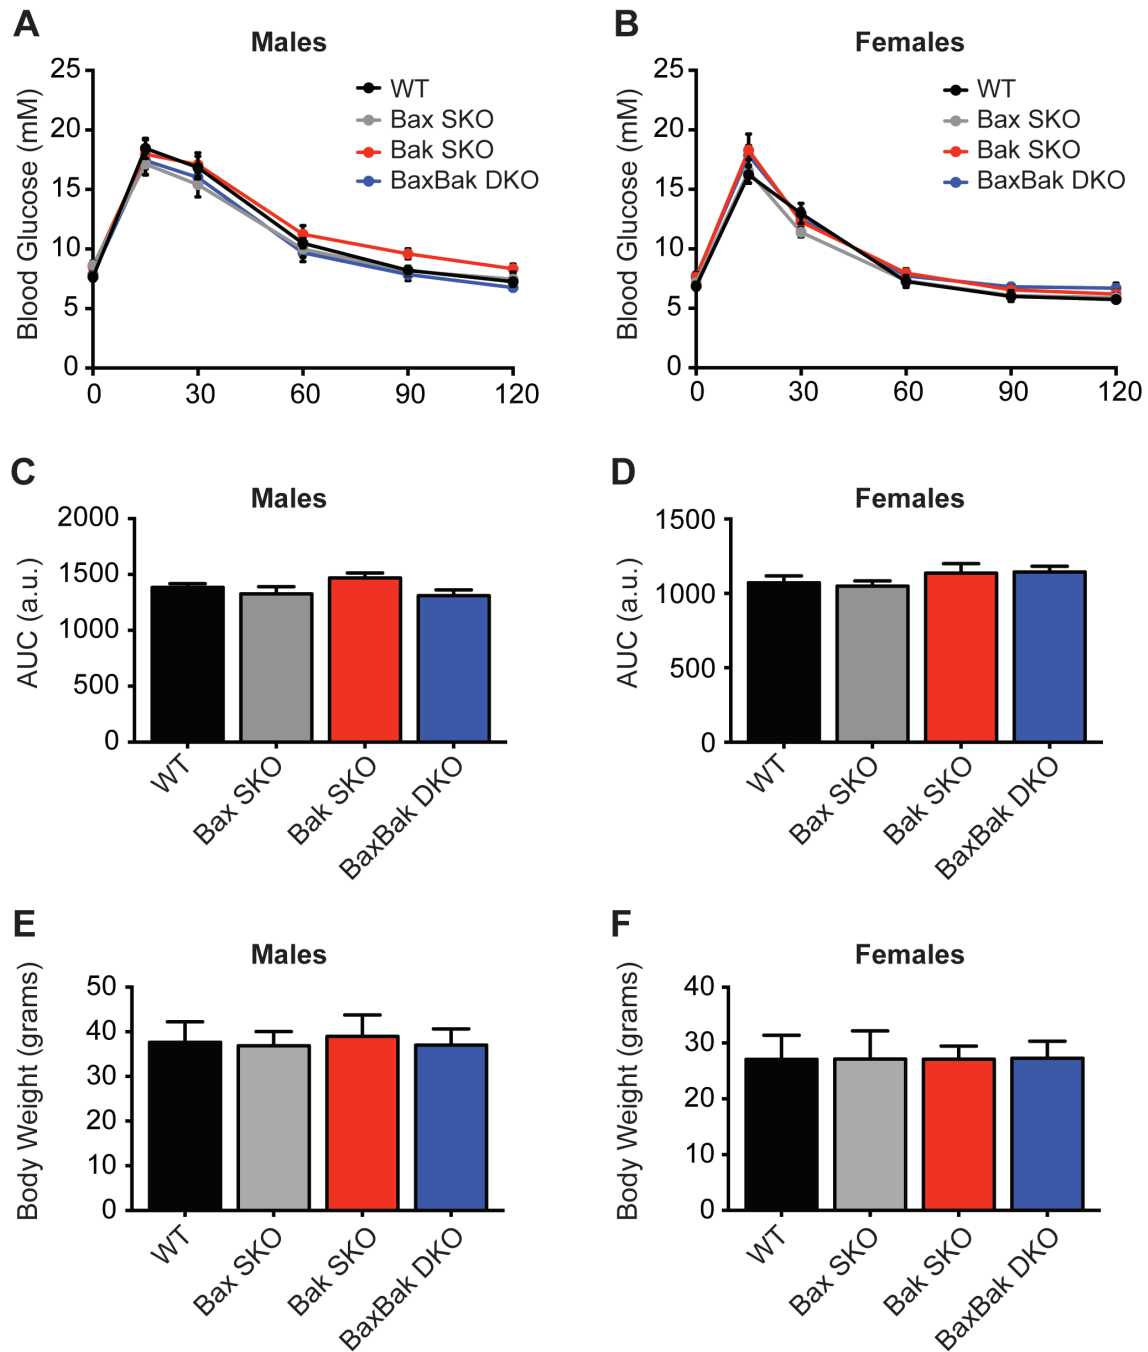 A
Males
Blood Glucose (mM)
25
20
15
10
5
0
0 30 60 90 120
WT
Bax SKO
Bak SKO
BaxBak DKO
B
Females
Blood Glucose (mM)
25
20
15
10
5
0
0 30 60 90 120
WT
Bax SKO
Bak SKO
BaxBak DKO
C
Males
AUC (a.u.)
2000
1500
1000
500
0
WT
Bax SKO
Bak SKO
BaxBak DKO
D
Females
AUC (a.u.)
1500
1000
500
0
WT
Bax SKO
Bak SKO
BaxBak DKO
E
Males
Body Weight (grams)
50
40
30
20
10
0
WT
Bax SKO
Bak SKO
BaxBak DKO
F
Females
Body Weight (grams)
40
30
20
10
0
WT
Bax SKO
Bak SKO
BaxBak DKO